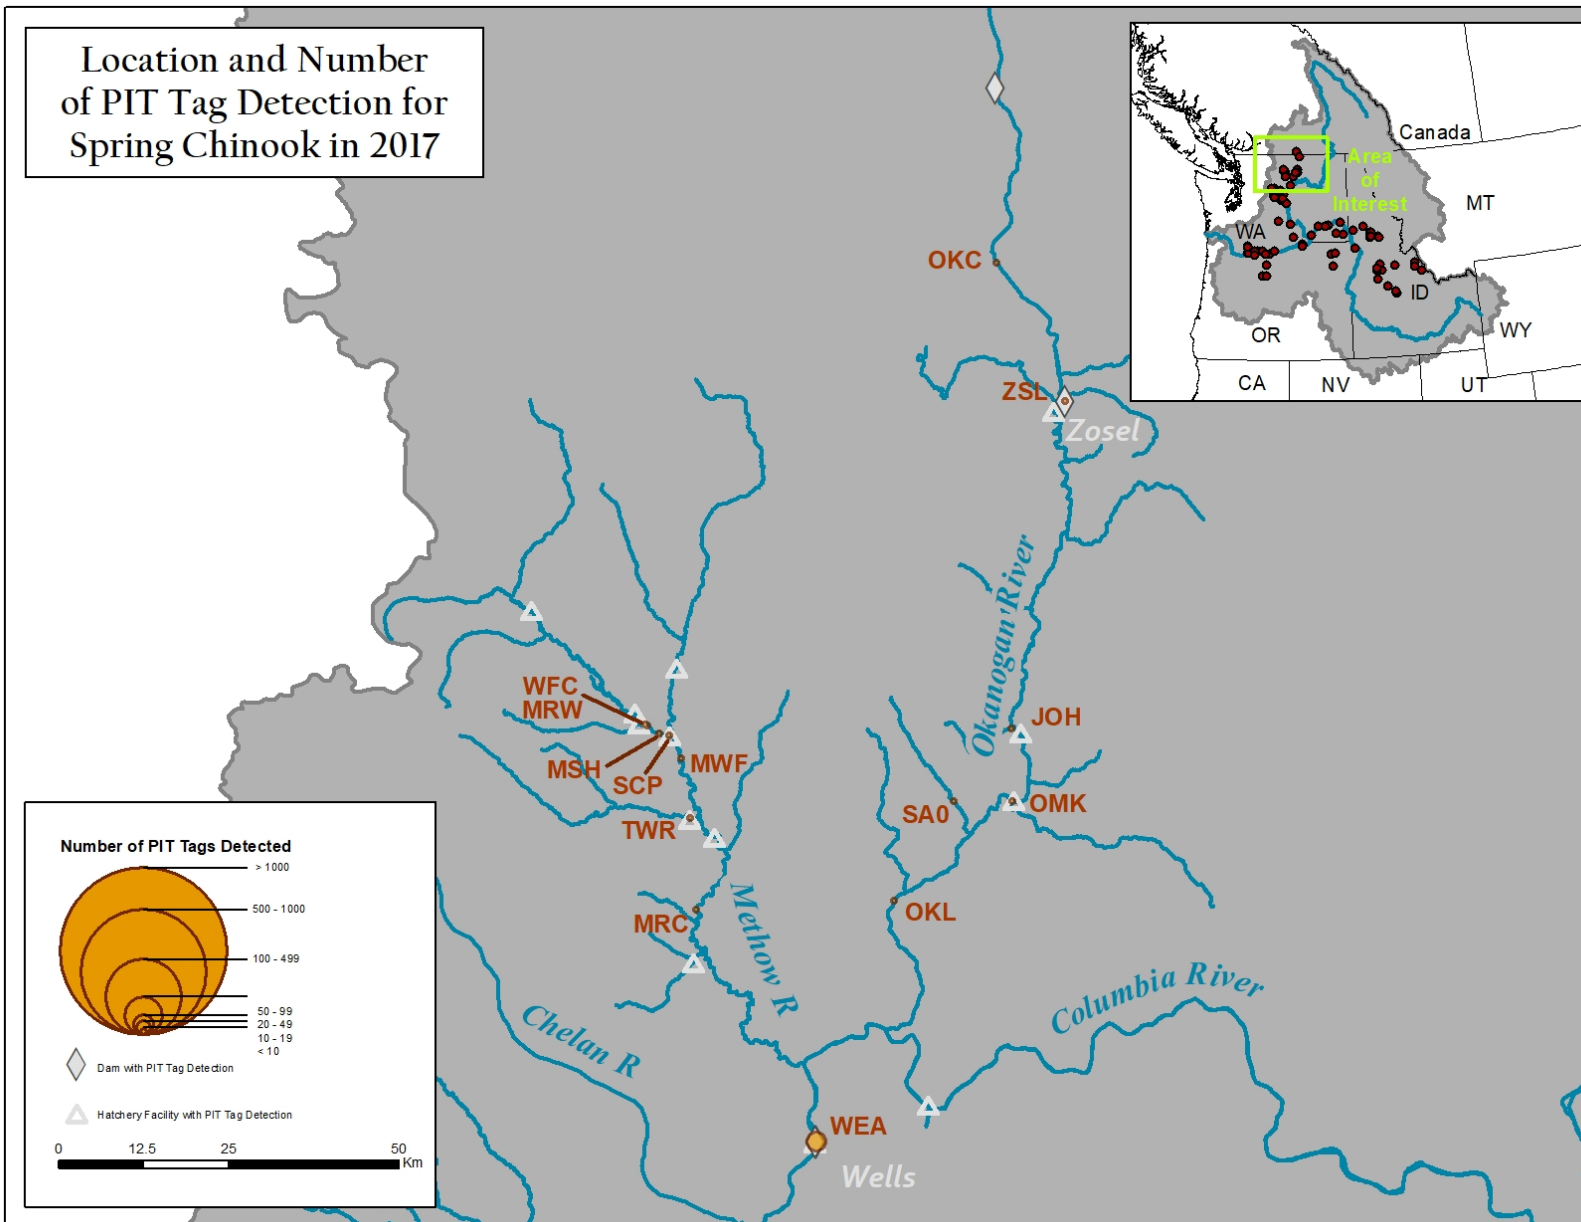 Location and Number
of PIT Tag Detection for
Spring Chinook in 2017
Canada
Area
of
Interest
MT
WA
ID
OR
WY
CA
NV
UT
OKC
ZSL
Zosel
Okanogan River
WFC
MRW
MSH
SCP
MWF
JOH
SA0
OMK
TWR
MRC
Methow R
OKL
Columbia River
Chelan R
WEA
Wells
Number of PIT Tags Detected
> 1000
500 - 1000
100 - 499
50 - 99
20 - 49
10 - 19
< 10
Dam with PIT Tag Detection
Hatchery Facility with PIT Tag Detection
0 12.5 25 50
Km